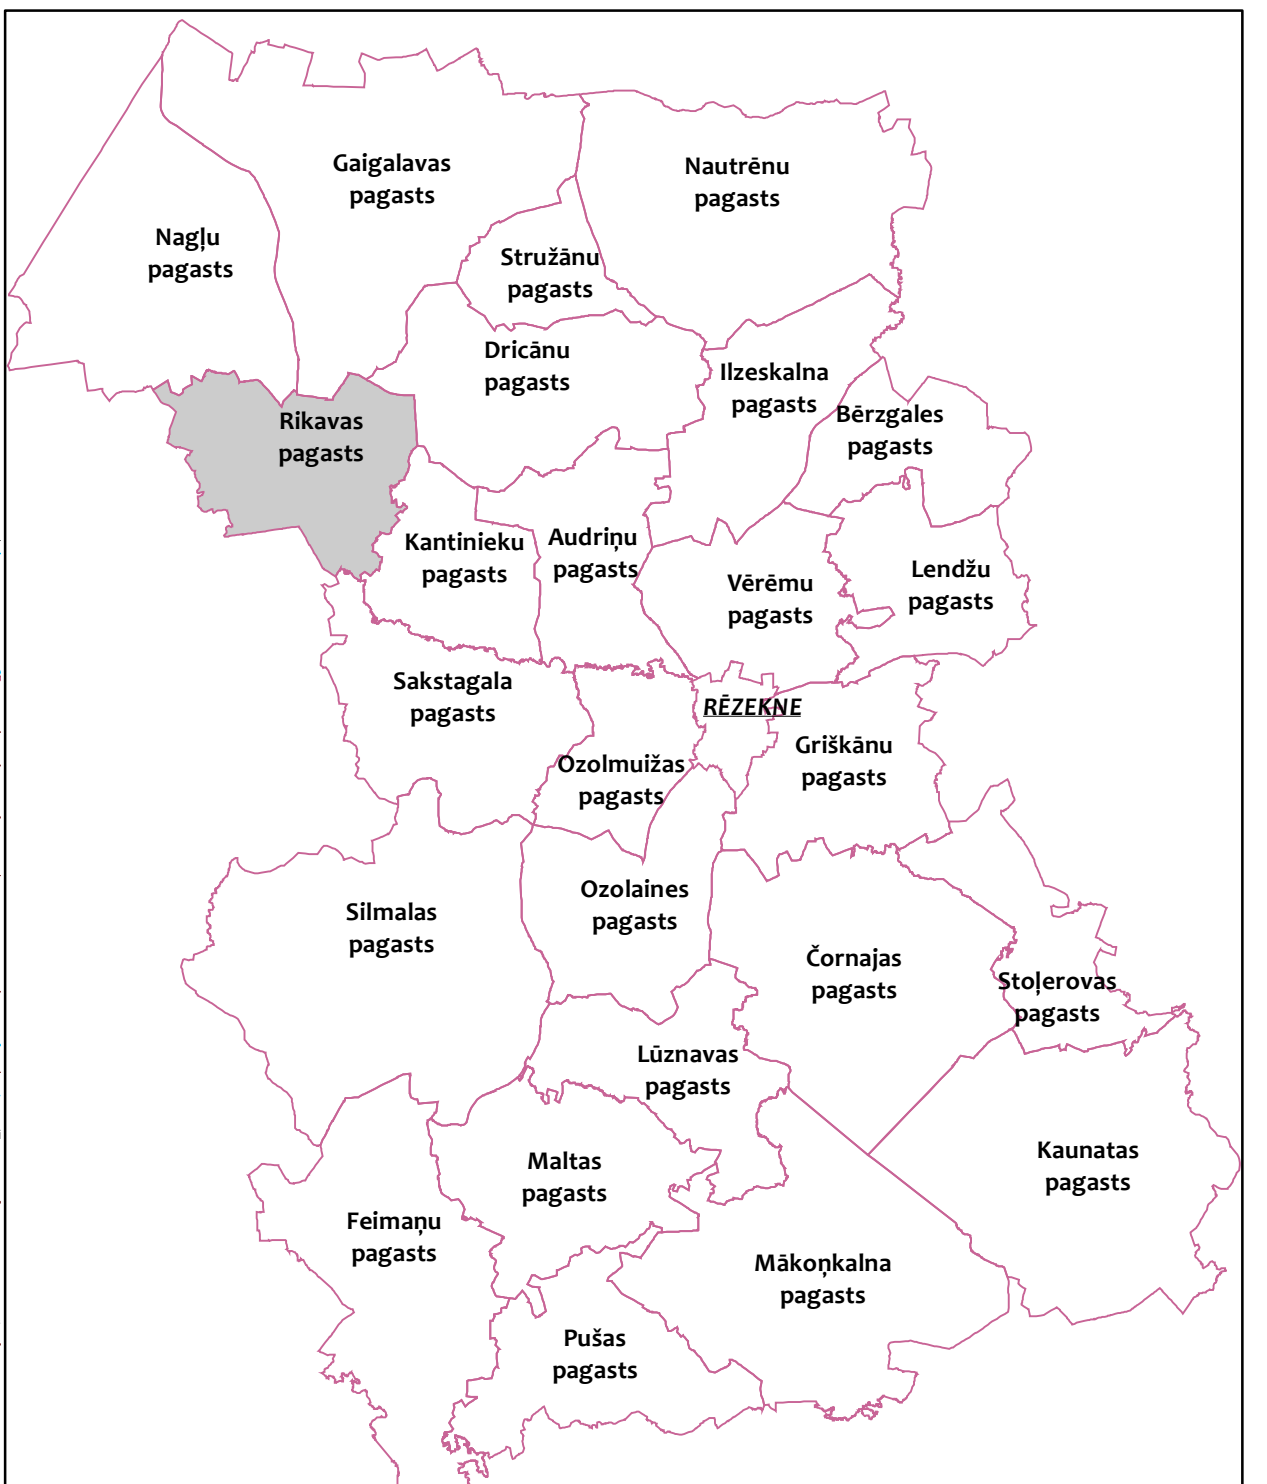 Gaigalavas
pagasts
Nautrēnu
pagasts
Nagļu
pagasts
Stružānu
pagasts
Dricānu
pagasts
Ilzeskalna
pagasts
Bērzgales
pagasts
Rikavas
pagasts
Kantinieku
pagasts
Audriņu
pagasts
Vērēmu
pagasts
Lendžu
pagasts
Sakstagala
pagasts
RĒZEKNE
Griškānu
pagasts
Ozolmuižas
pagasts
Ozolaines
pagasts
Silmalas
pagasts
Čornajas
pagasts
Stoļerovas
pagasts
Lūznavas
pagasts
Kaunatas
pagasts
Maltas
pagasts
Feimaņu
pagasts
Mākoņkalna
pagasts
Pušas
pagasts